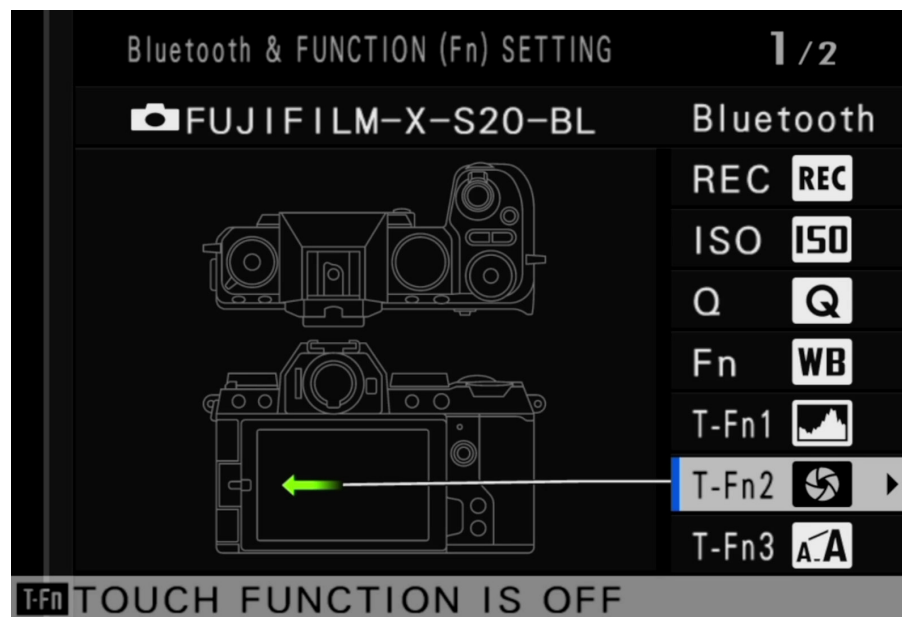 Bluetooth & FUNCTION (Fn) SETTING 1/2
FUJIFILM-X-S20-BL Bluetooth
REC REC
ISO ISO
Q Q
Fn WB
T-Fn1
T-Fn2
T-Fn3 A-A
T-Fn TOUCH FUNCTION IS OFF